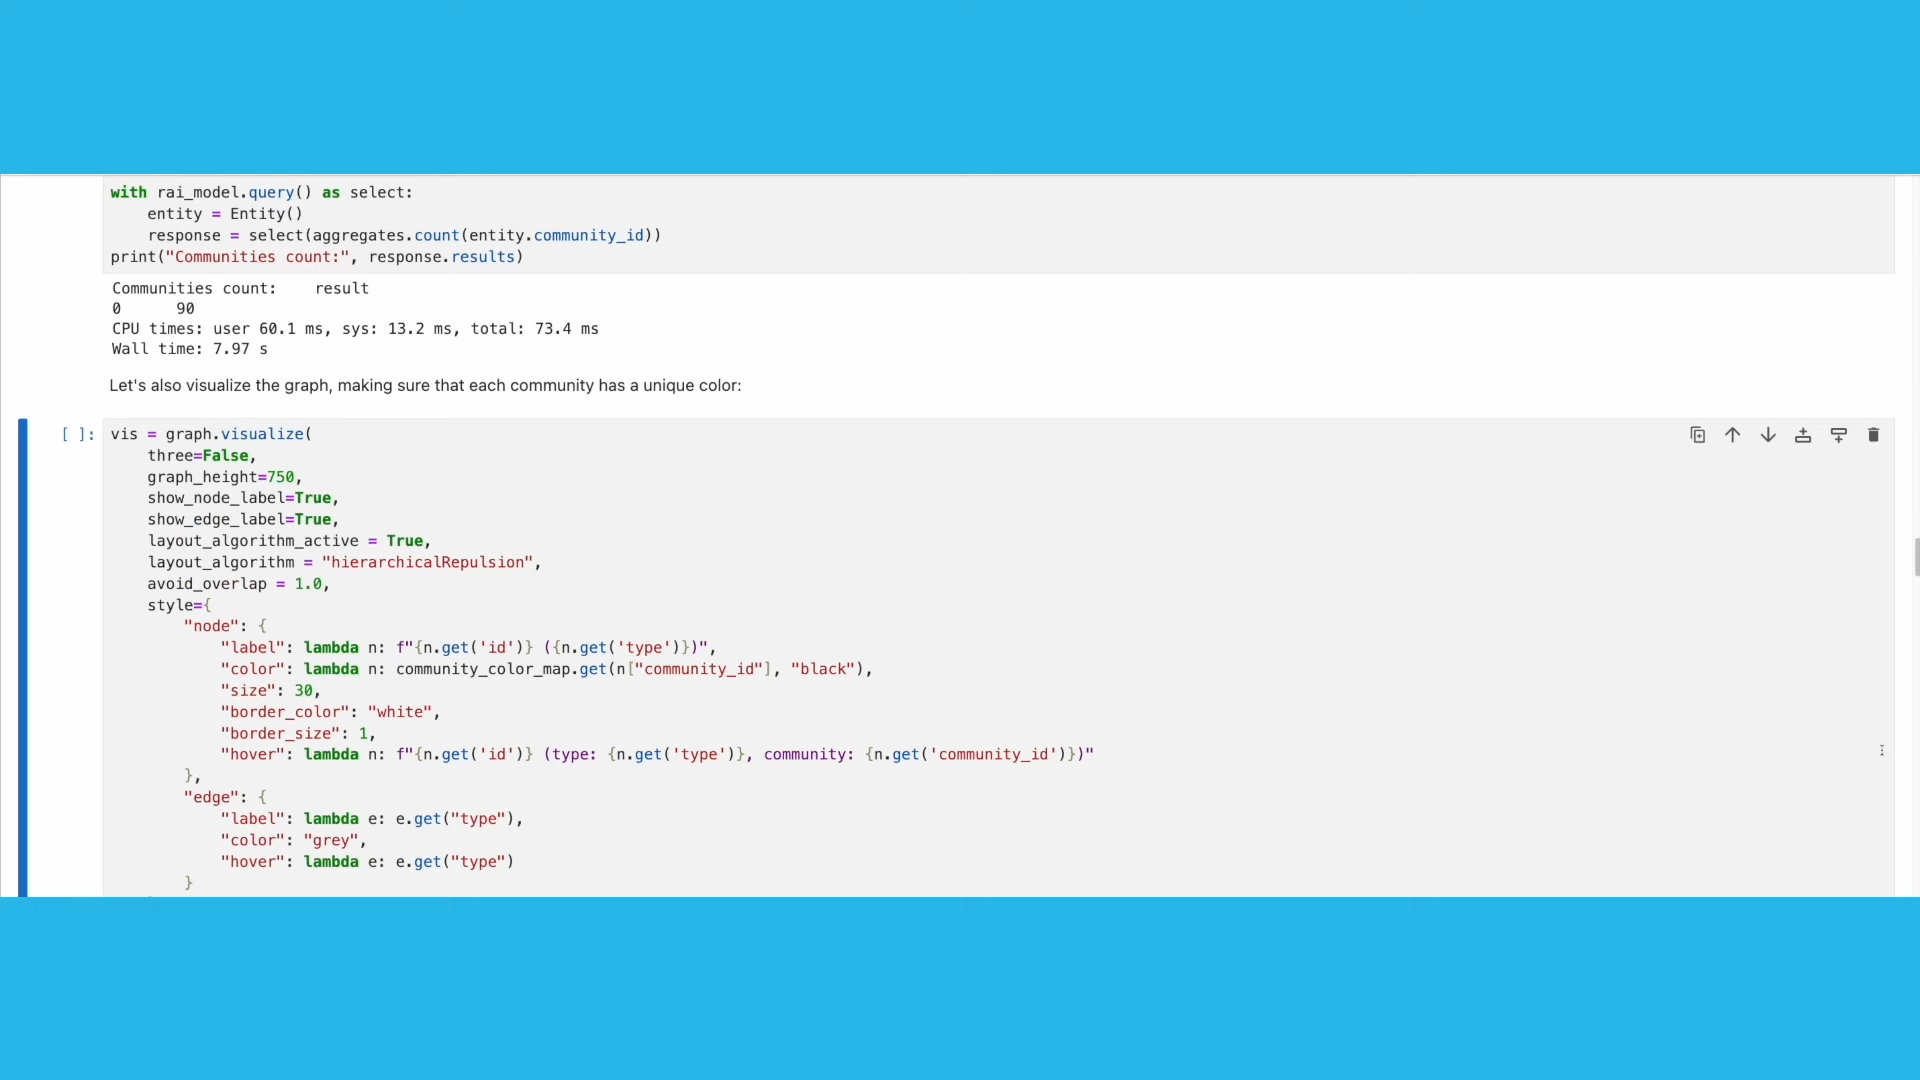 with rai_model.query() as select:
    entity = Entity()
    response = select(aggregates.count(entity.community_id))
print("Communities count:", response.results)
Communities count:    result
0      90
CPU times: user 60.1 ms, sys: 13.2 ms, total: 73.4 ms
Wall time: 7.97 s
Let's also visualize the graph, making sure that each community has a unique color:
[ ]: vis = graph.visualize(
    three=False,
    graph_height=750,
    show_node_label=True,
    show_edge_label=True,
    layout_algorithm_active = True,
    layout_algorithm = "hierarchicalRepulsion",
    avoid_overlap = 1.0,
    style={
        "node": {
            "label": lambda n: f"{n.get('id')} ({n.get('type')})",
            "color": lambda n: community_color_map.get(n["community_id"], "black"),
            "size": 30,
            "border_color": "white",
            "border_size": 1,
            "hover": lambda n: f"{n.get('id')} (type: {n.get('type')}, community: {n.get('community_id')})"
        },
        "edge": {
            "label": lambda e: e.get("type"),
            "color": "grey",
            "hover": lambda e: e.get("type")
        }